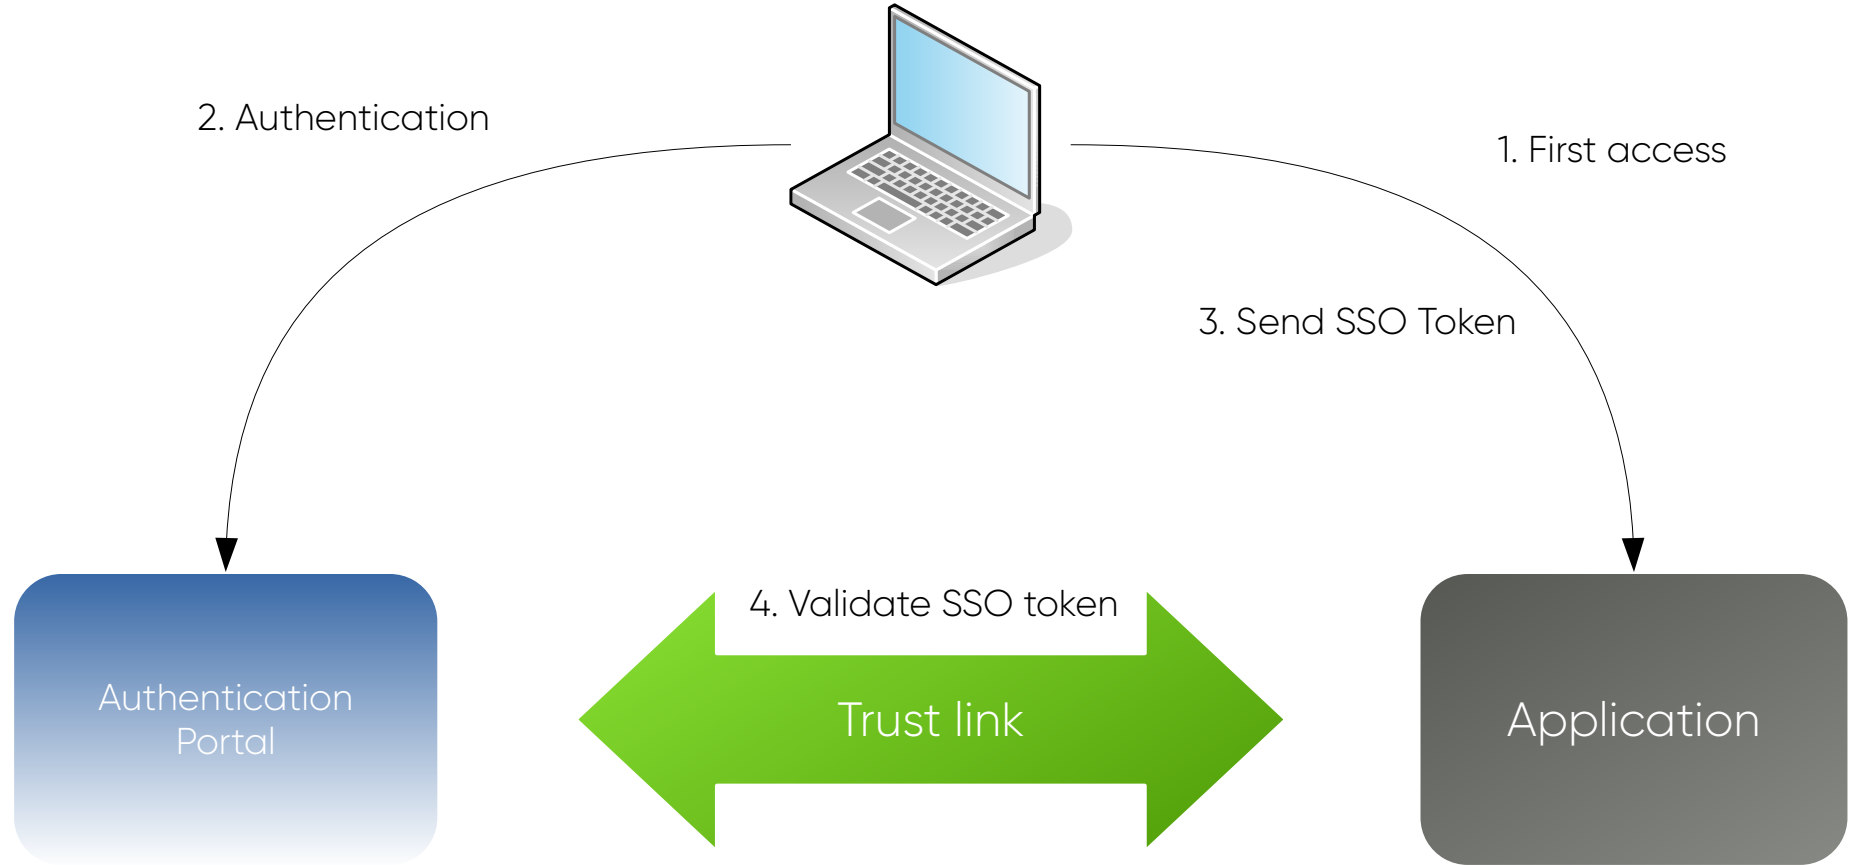 2. Authentication
1. First access
3. Send SSO Token
4. Validate SSO token
Authentication
Portal
Trust link
Application